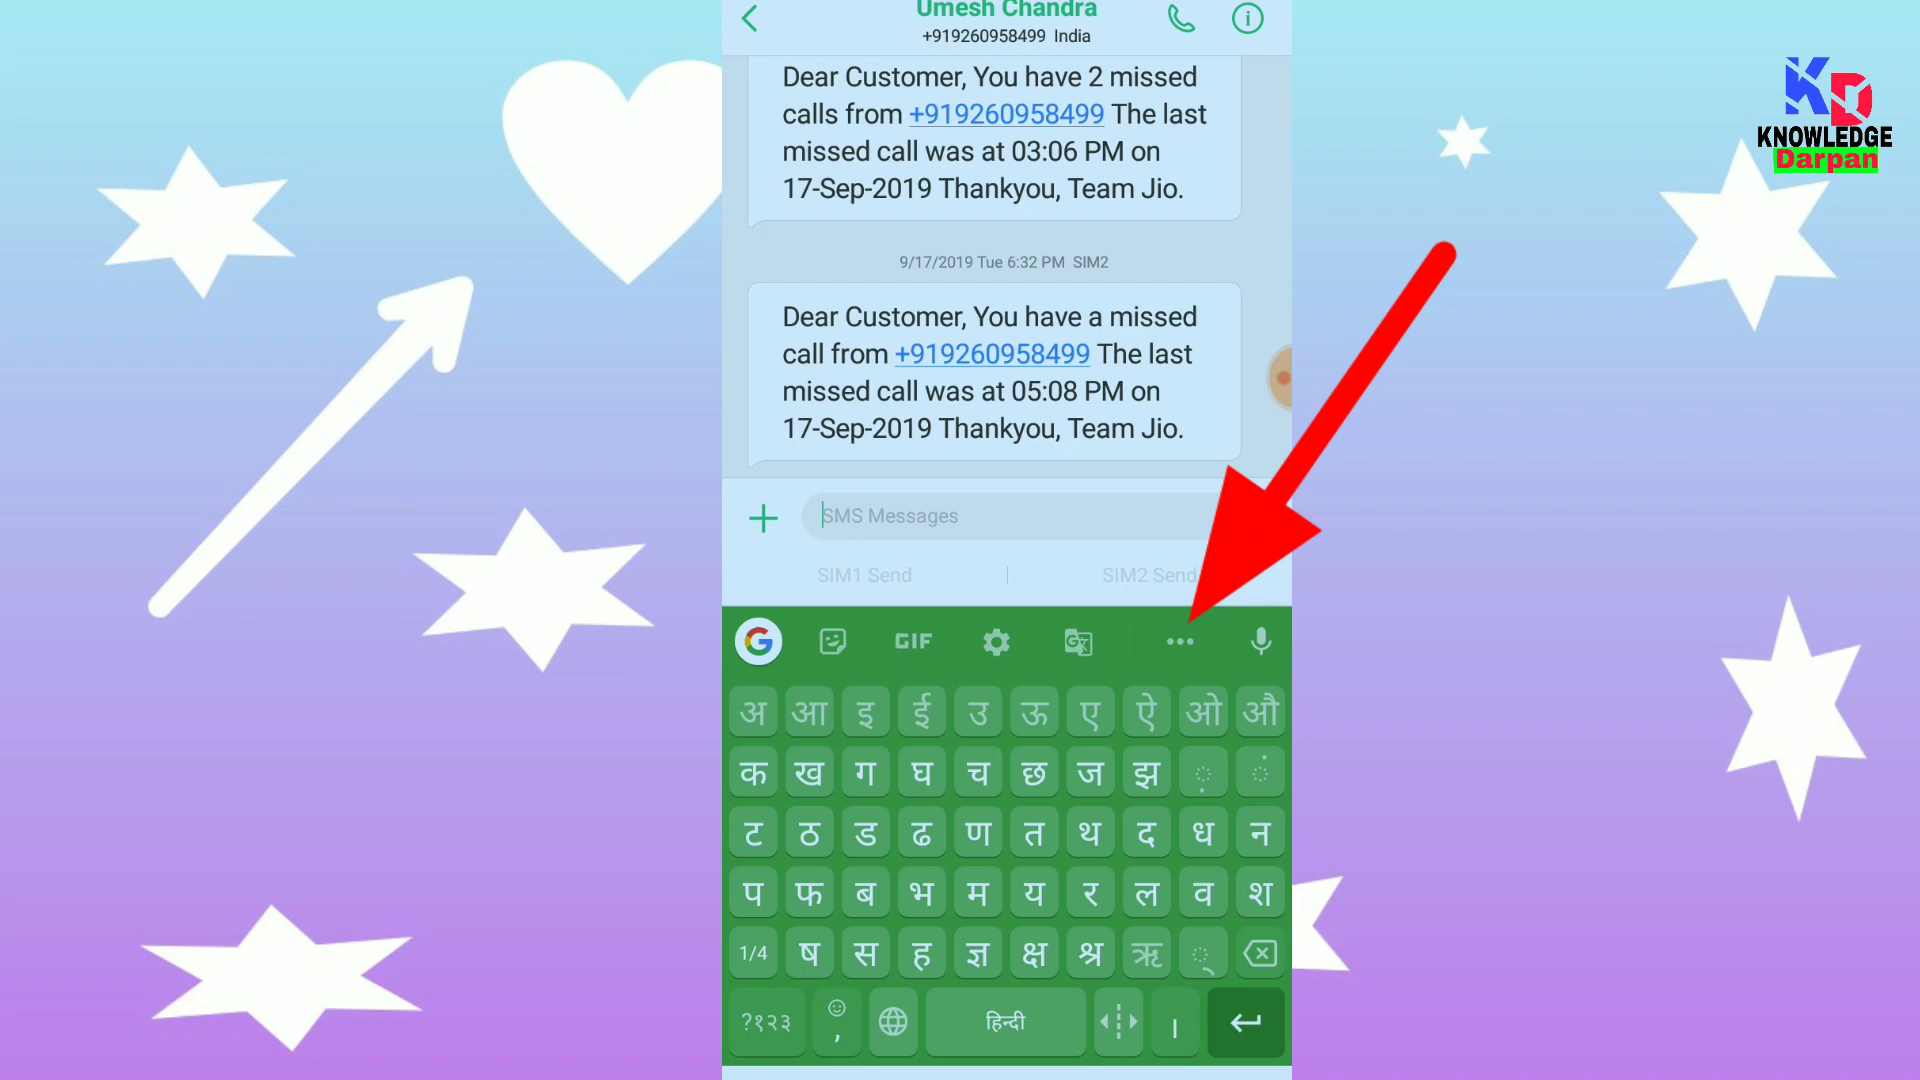 Umesh Chandra
+919260958499 India
KD
KNOWLEDGE
Darpan
Dear Customer, You have 2 missed
calls from +919260958499 The last
missed call was at 03:06 PM on
17-Sep-2019 Thankyou, Team Jio.
9/17/2019 Tue 6:32 PM SIM2
Dear Customer, You have a missed
call from +919260958499 The last
missed call was at 05:08 PM on
17-Sep-2019 Thankyou, Team Jio.
SMS Messages
SIM1 Send | SIM2 Send
G GIF
अ आ इ ई उ ऊ ए ऐ ओ औ
क ख ग घ च छ ज झ ़ ं
ट ठ ड ढ ण त थ द ध न
प फ ब भ म य र ल व श
1/4 ष स ह ज्ञ क्ष श्र ऋ ्
?१२३ , हिन्दी ।